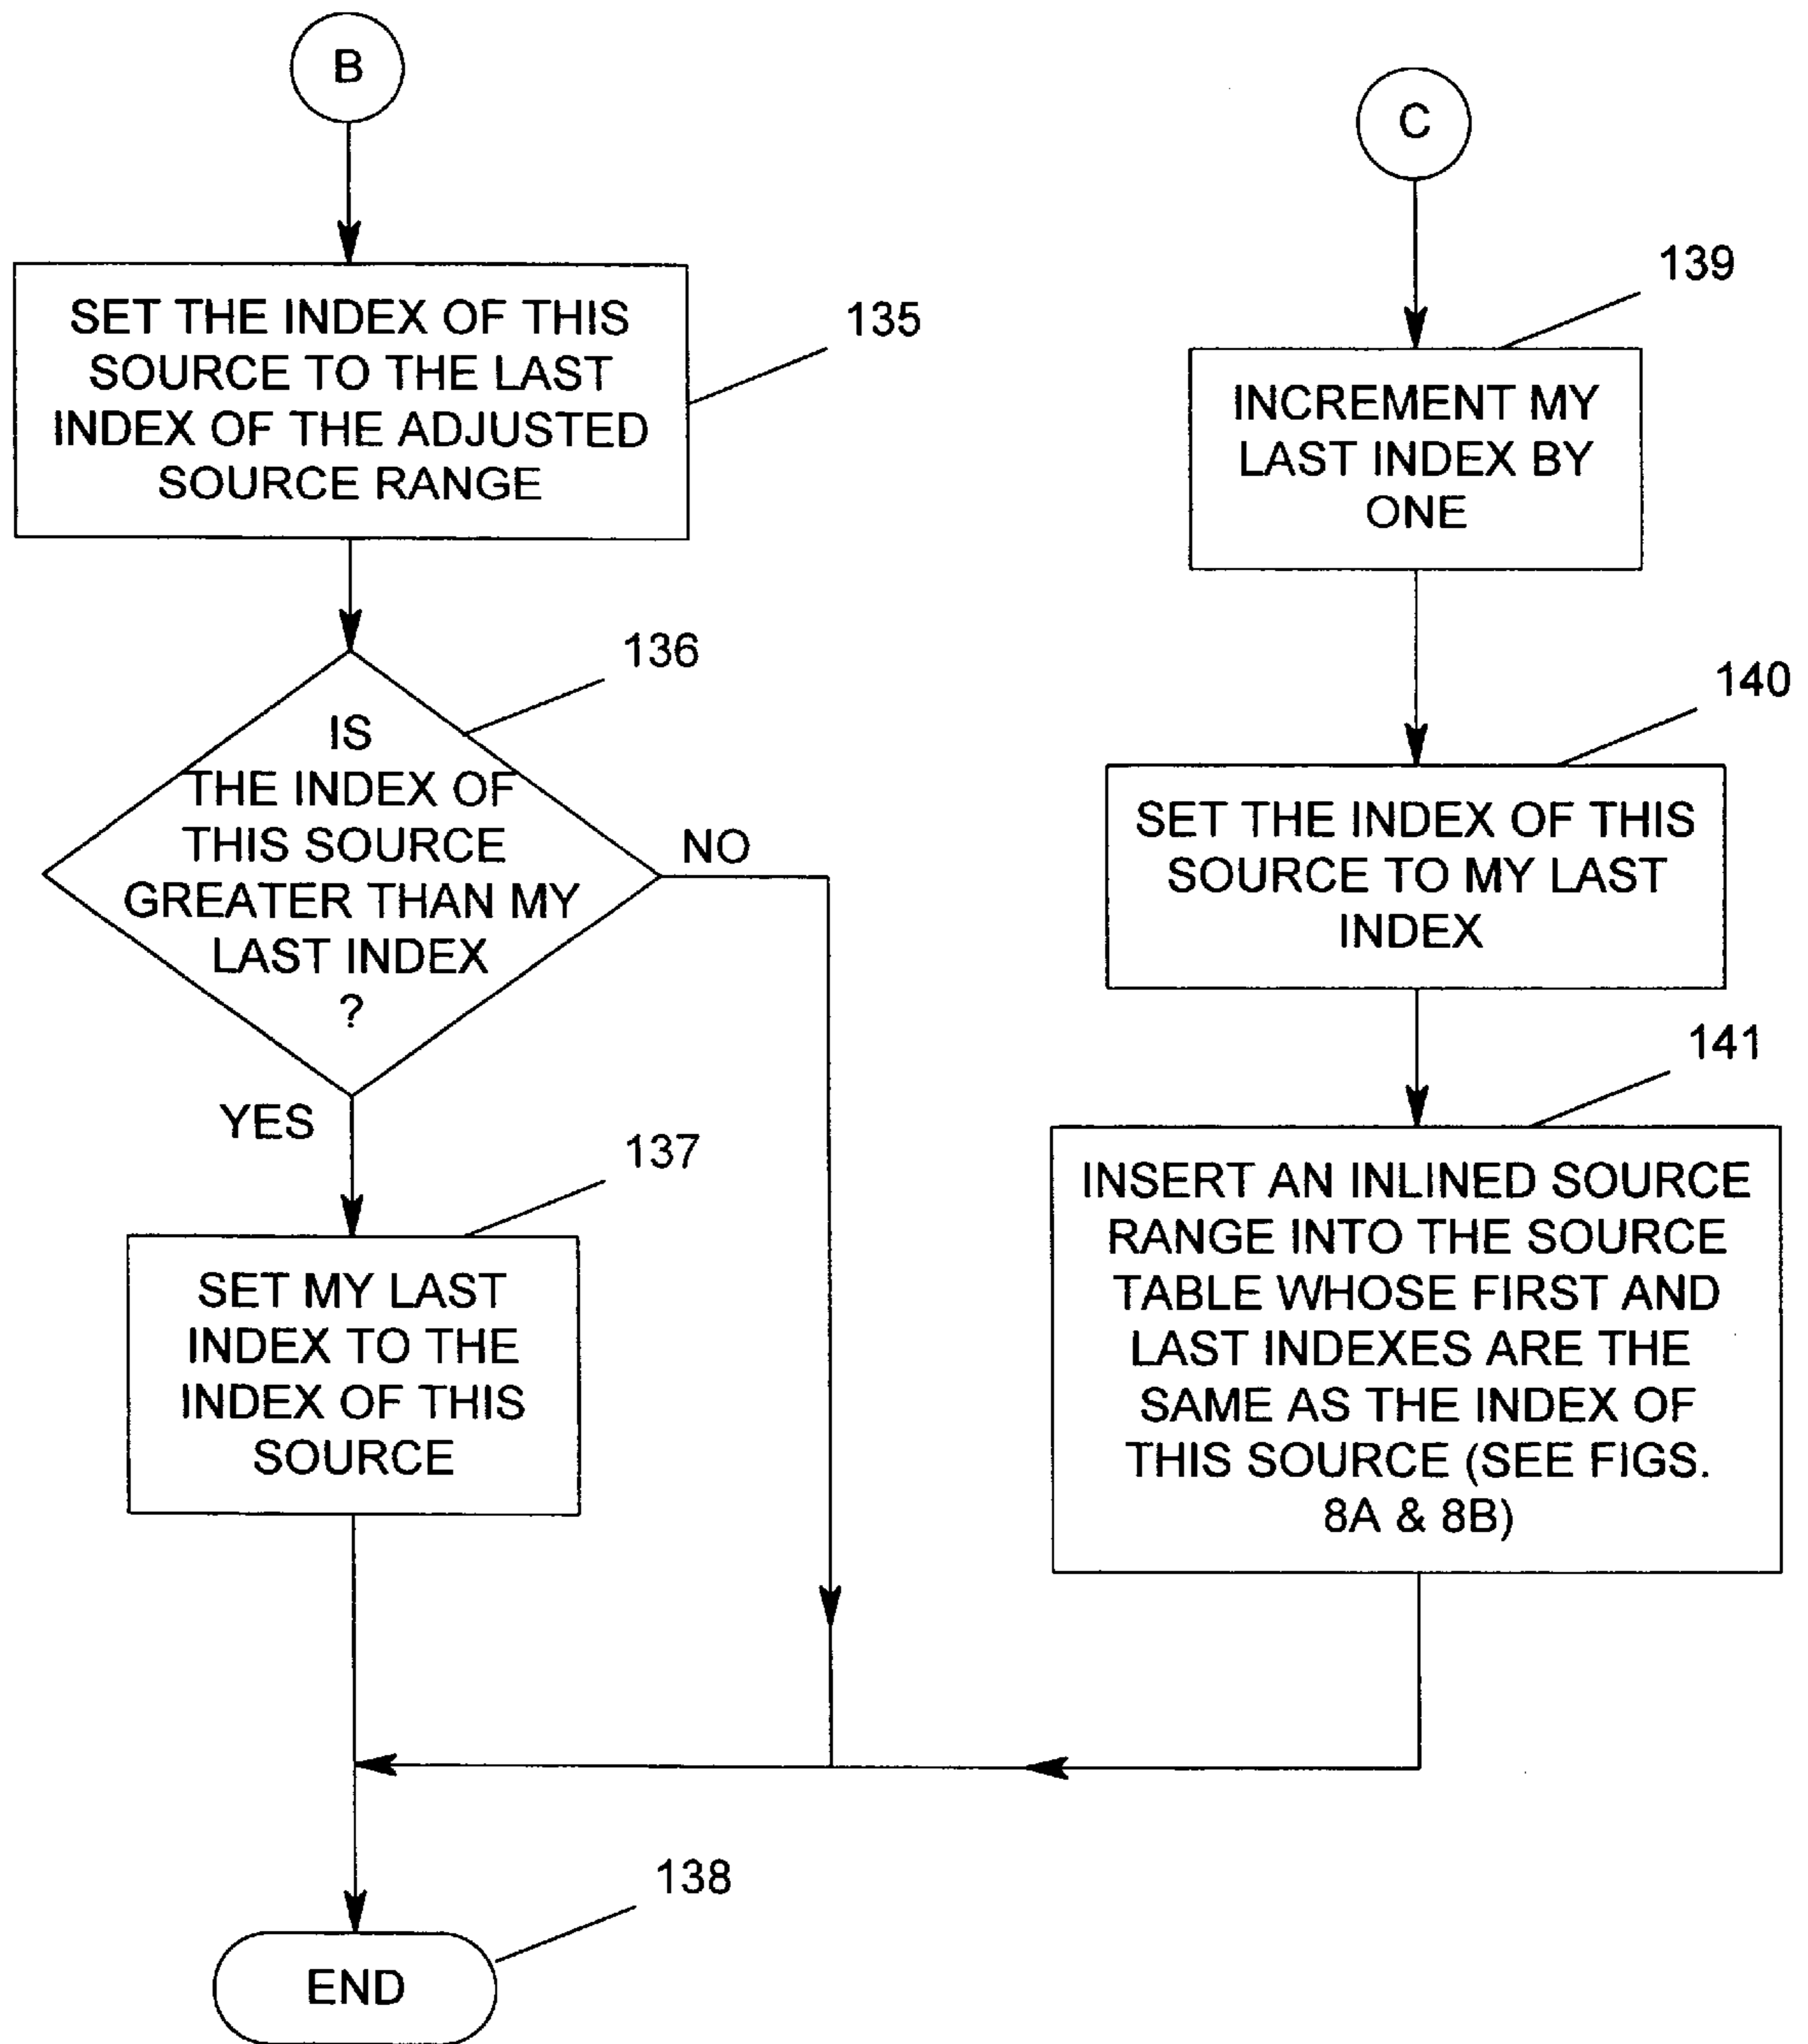 B
SET THE INDEX OF THIS
SOURCE TO THE LAST
INDEX OF THE ADJUSTED
SOURCE RANGE
135
IS
THE INDEX OF
THIS SOURCE
GREATER THAN MY
LAST INDEX
?
136
NO
YES
SET MY LAST
INDEX TO THE
INDEX OF THIS
SOURCE
137
END
138
C
INCREMENT MY
LAST INDEX BY
ONE
139
SET THE INDEX OF THIS
SOURCE TO MY LAST
INDEX
140
INSERT AN INLINED SOURCE
RANGE INTO THE SOURCE
TABLE WHOSE FIRST AND
LAST INDEXES ARE THE
SAME AS THE INDEX OF
THIS SOURCE (SEE FIGS.
8A & 8B)
141